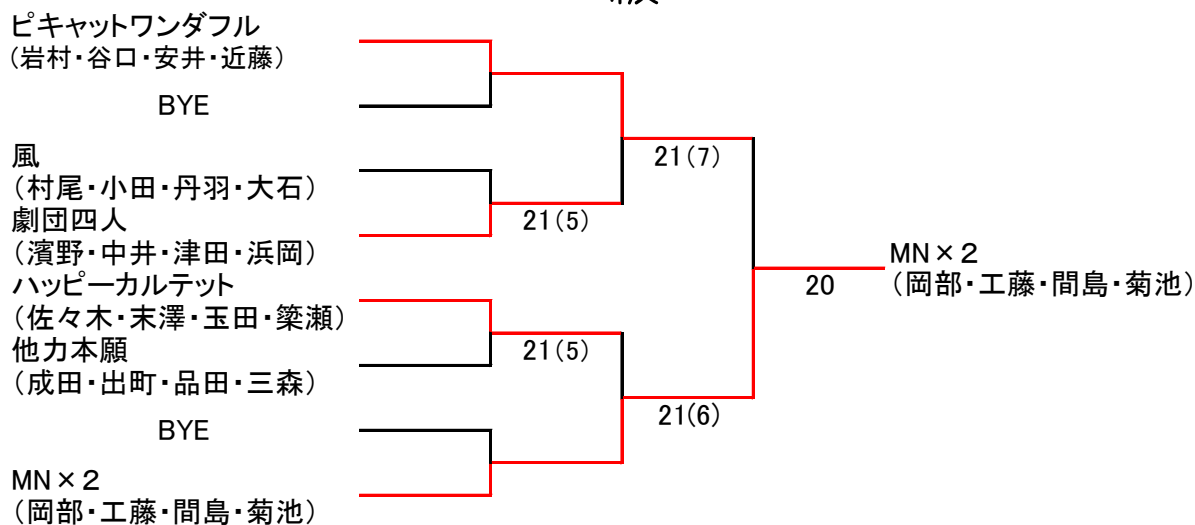 ピキャットワンダフル
(岩村・谷口・安井・近藤)
BYE
風
(村尾・小田・丹羽・大石)
劇団四人
(濱野・中井・津田・浜岡)
ハッピーカルテット
(佐々木・末澤・玉田・簗瀬)
他力本願
(成田・出町・品田・三森)
BYE
MN×2
(岡部・工藤・間島・菊池)
21(5)
21(5)
21(7)
21(6)
20
MN×2
(岡部・工藤・間島・菊池)